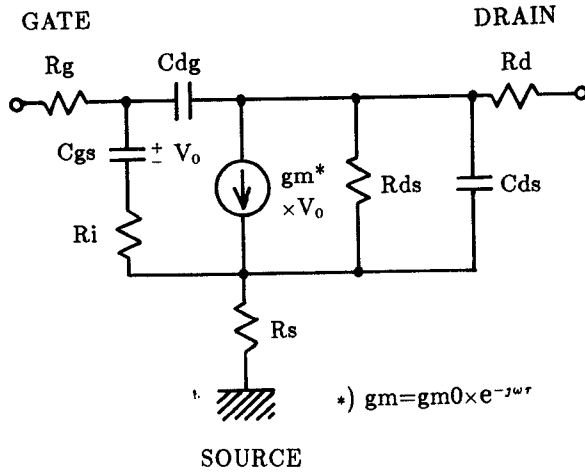 GATE
DRAIN
Rg
Cdg
Rd
Cgs
+
− V₀
gm*
×V₀
Rds
Cds
Ri
Rs
*) gm=gm0×e^{-jωτ}
SOURCE